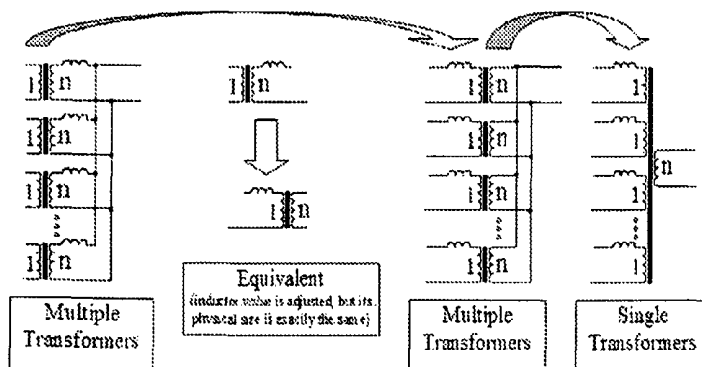 1 n
1 n
1 n
1 n
1 n
1 n
1 n
1 n
1 n
1 n
1
1
1
1
n
Multiple
Transformers
Equivalent
(inductor value is adjusted, but its
physical are is exactly the same)
Multiple
Transformers
Single
Transformers